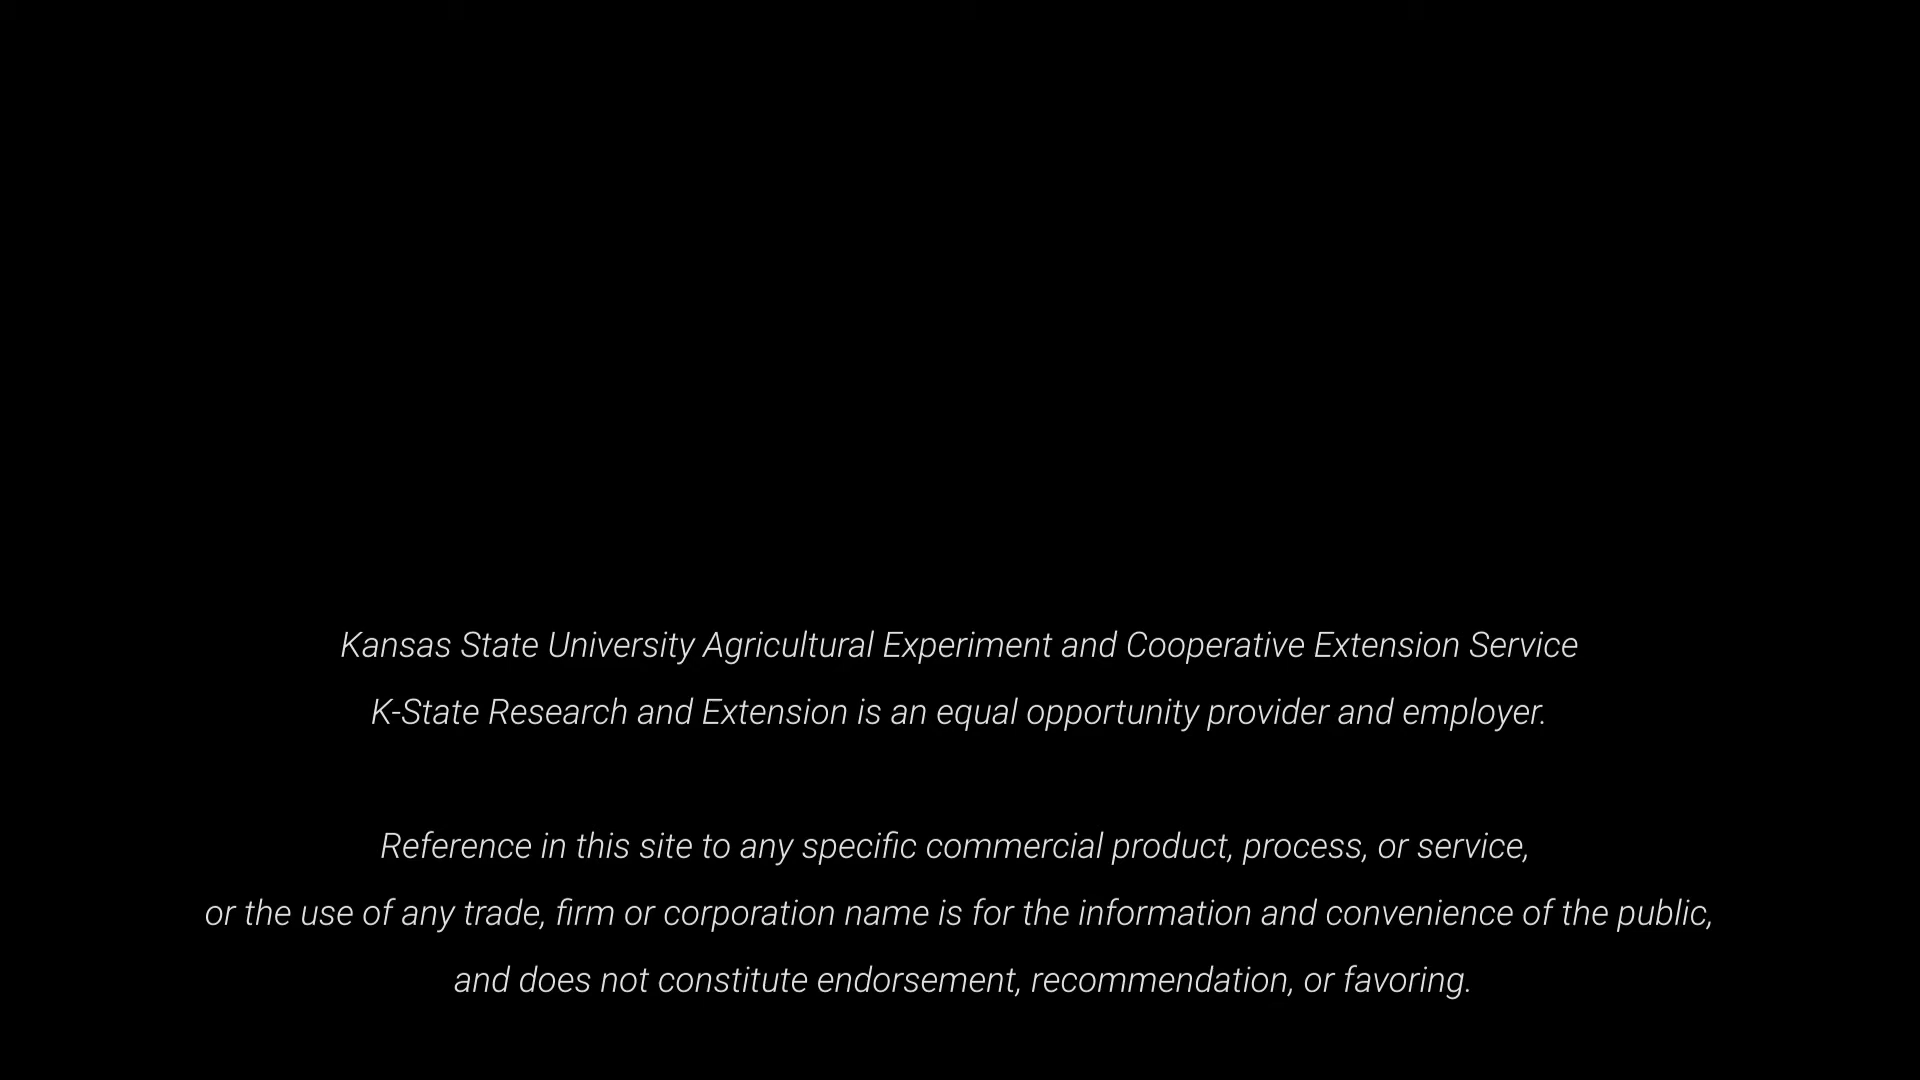 Kansas State University Agricultural Experiment and Cooperative Extension Service
K-State Research and Extension is an equal opportunity provider and employer.
Reference in this site to any specific commercial product, process, or service,
or the use of any trade, firm or corporation name is for the information and convenience of the public,
and does not constitute endorsement, recommendation, or favoring.